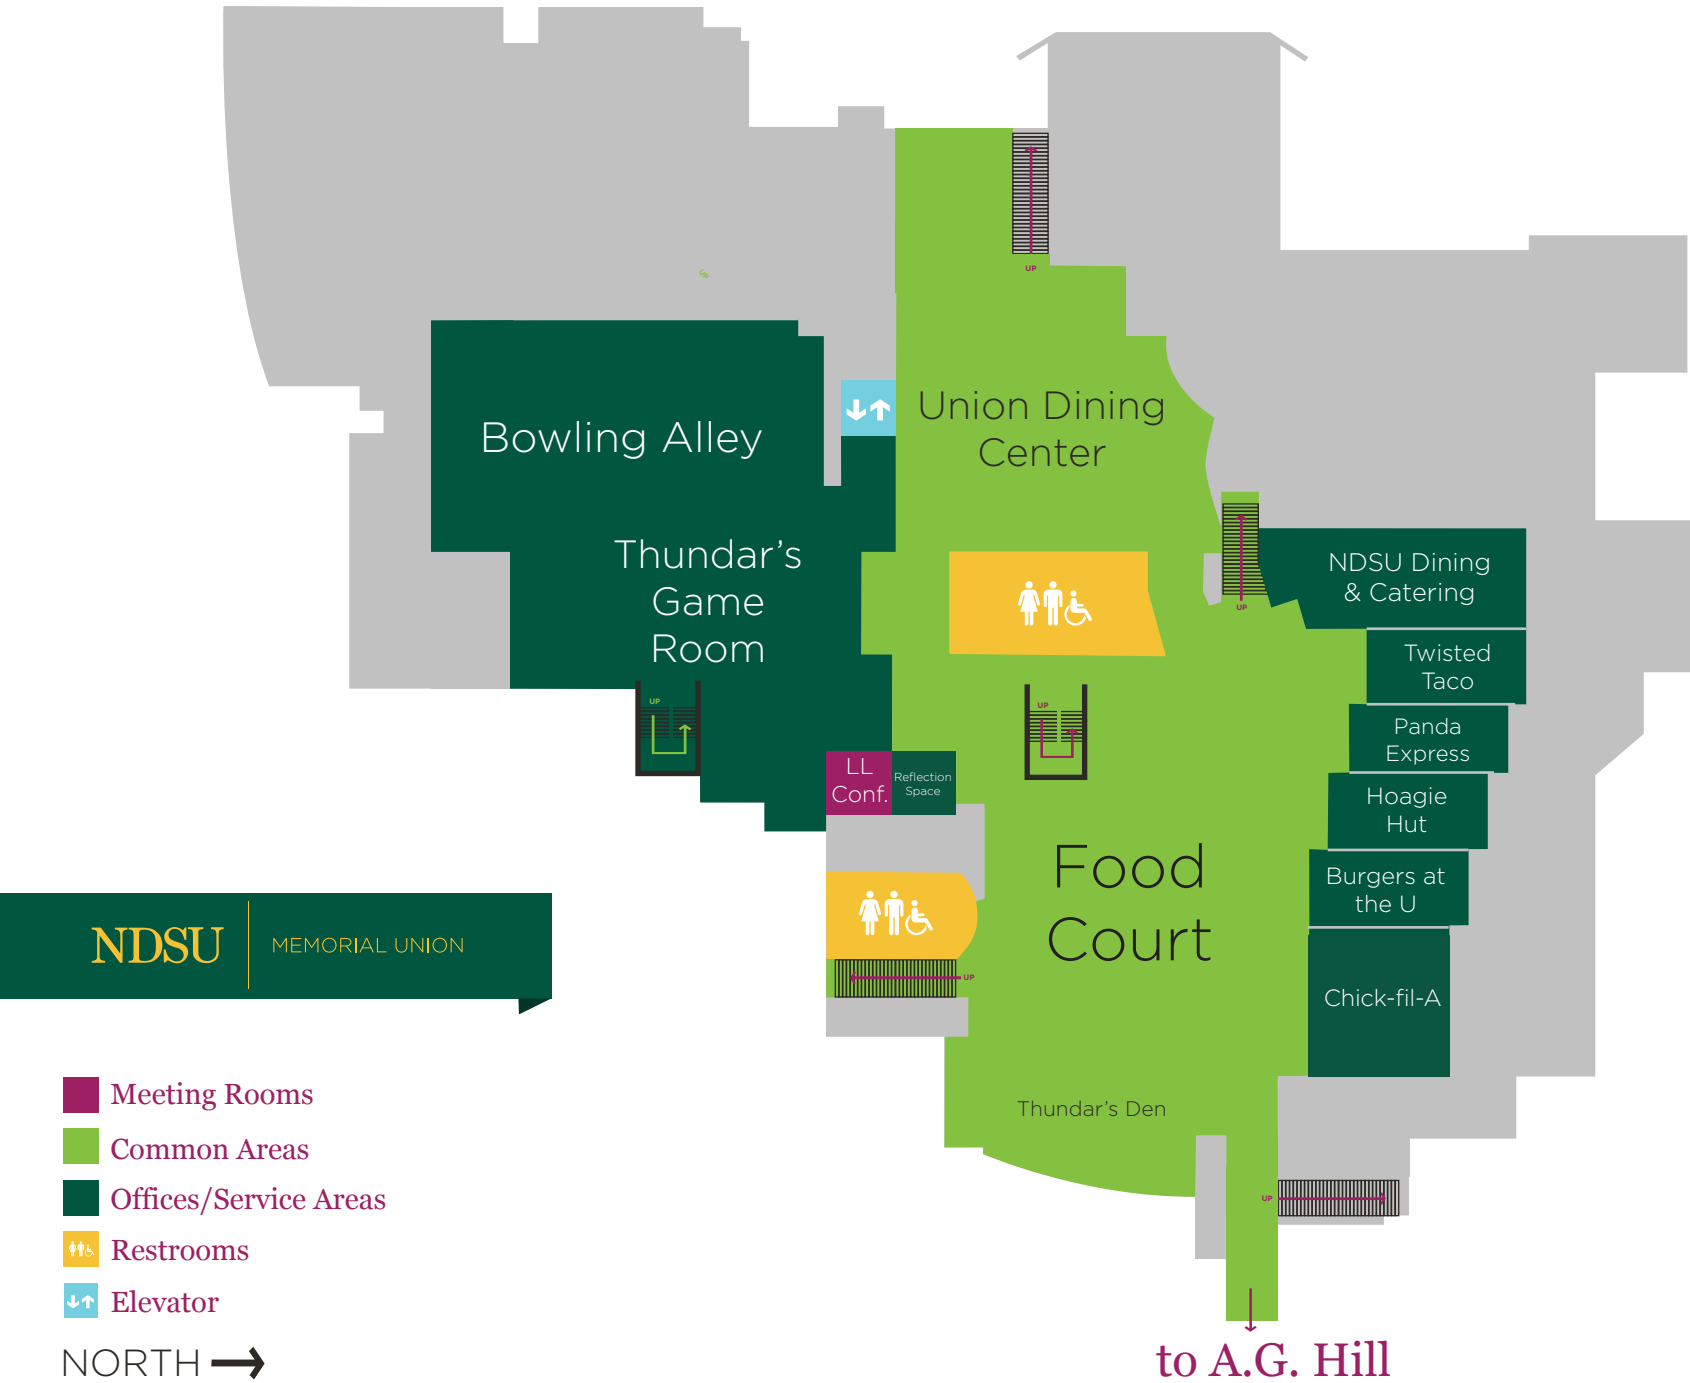 UP
Union Dining
Center
Bowling Alley
Thundar's
Game
Room
UP
NDSU Dining
& Catering
UP
Twisted
Taco
UP
Panda
Express
LL
Conf.
Reflection
Space
Hoagie
Hut
Food
Court
Burgers at
the U
UP
Chick-fil-A
NDSU
MEMORIAL UNION
Thundar's Den
UP
Meeting Rooms
Common Areas
Offices/Service Areas
Restrooms
Elevator
NORTH
to A.G. Hill